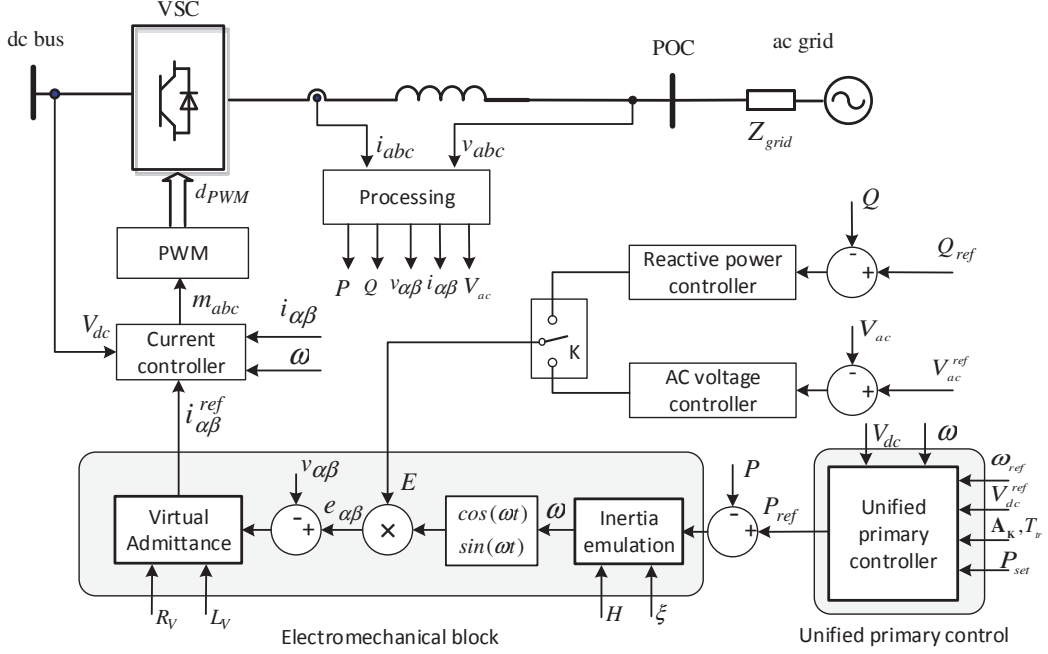 VSC
dc bus
POC
ac grid
Z_grid
i_abc
v_abc
d_PWM
Processing
P
Q
v_αβ
i_αβ
V_ac
PWM
m_abc
V_dc
Current
controller
i_αβ
ω
i_αβ^ref
Q
Q_ref
Reactive power
controller
K
V_ac
V_ac^ref
AC voltage
controller
-
+
-
+
V_dc
ω
ω_ref
V_dc^ref
A_K, T_tr
P_set
Unified
primary
controller
Unified primary control
P_ref
P
-
+
Inertia
emulation
H
ξ
ω
cos(ωt)
sin(ωt)
E
×
e_αβ
v_αβ
-
+
Virtual
Admittance
R_V
L_V
Electromechanical block